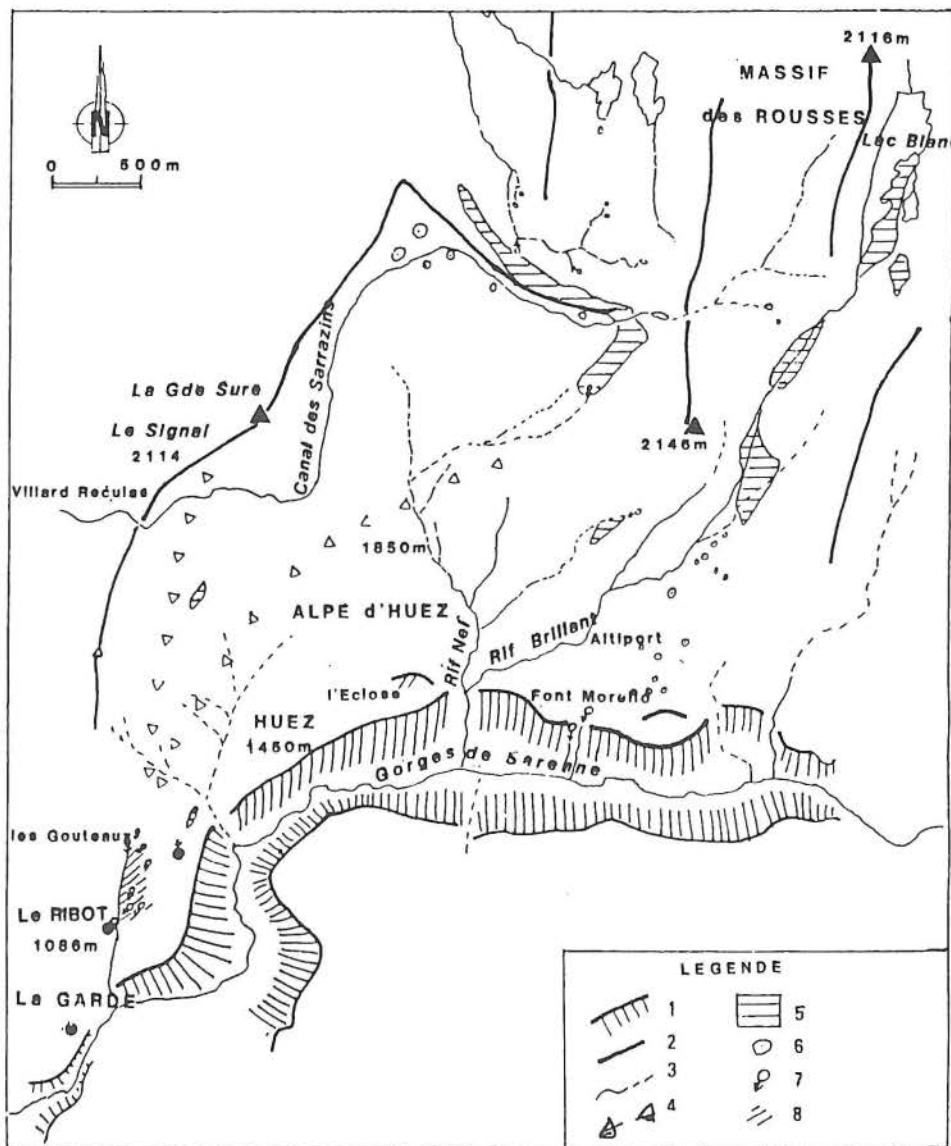 2116m
MASSIF
des ROUSSES
Lac Blanc
N
0 500m
Canal des Sarrazins
La Gde Sure
Le Signal
2114
2146m
Villard Reculas
1850m
ALPE d'HUEZ
Rif Nel
Rif Brillant
Altiport
l'Eclose
Font Morena
HUEZ
1460m
Gorges de Sarenne
les Gouteaux
Le RIBOT
1086m
La GARDE
LEGENDE
1
5
2
6
3
7
4
8